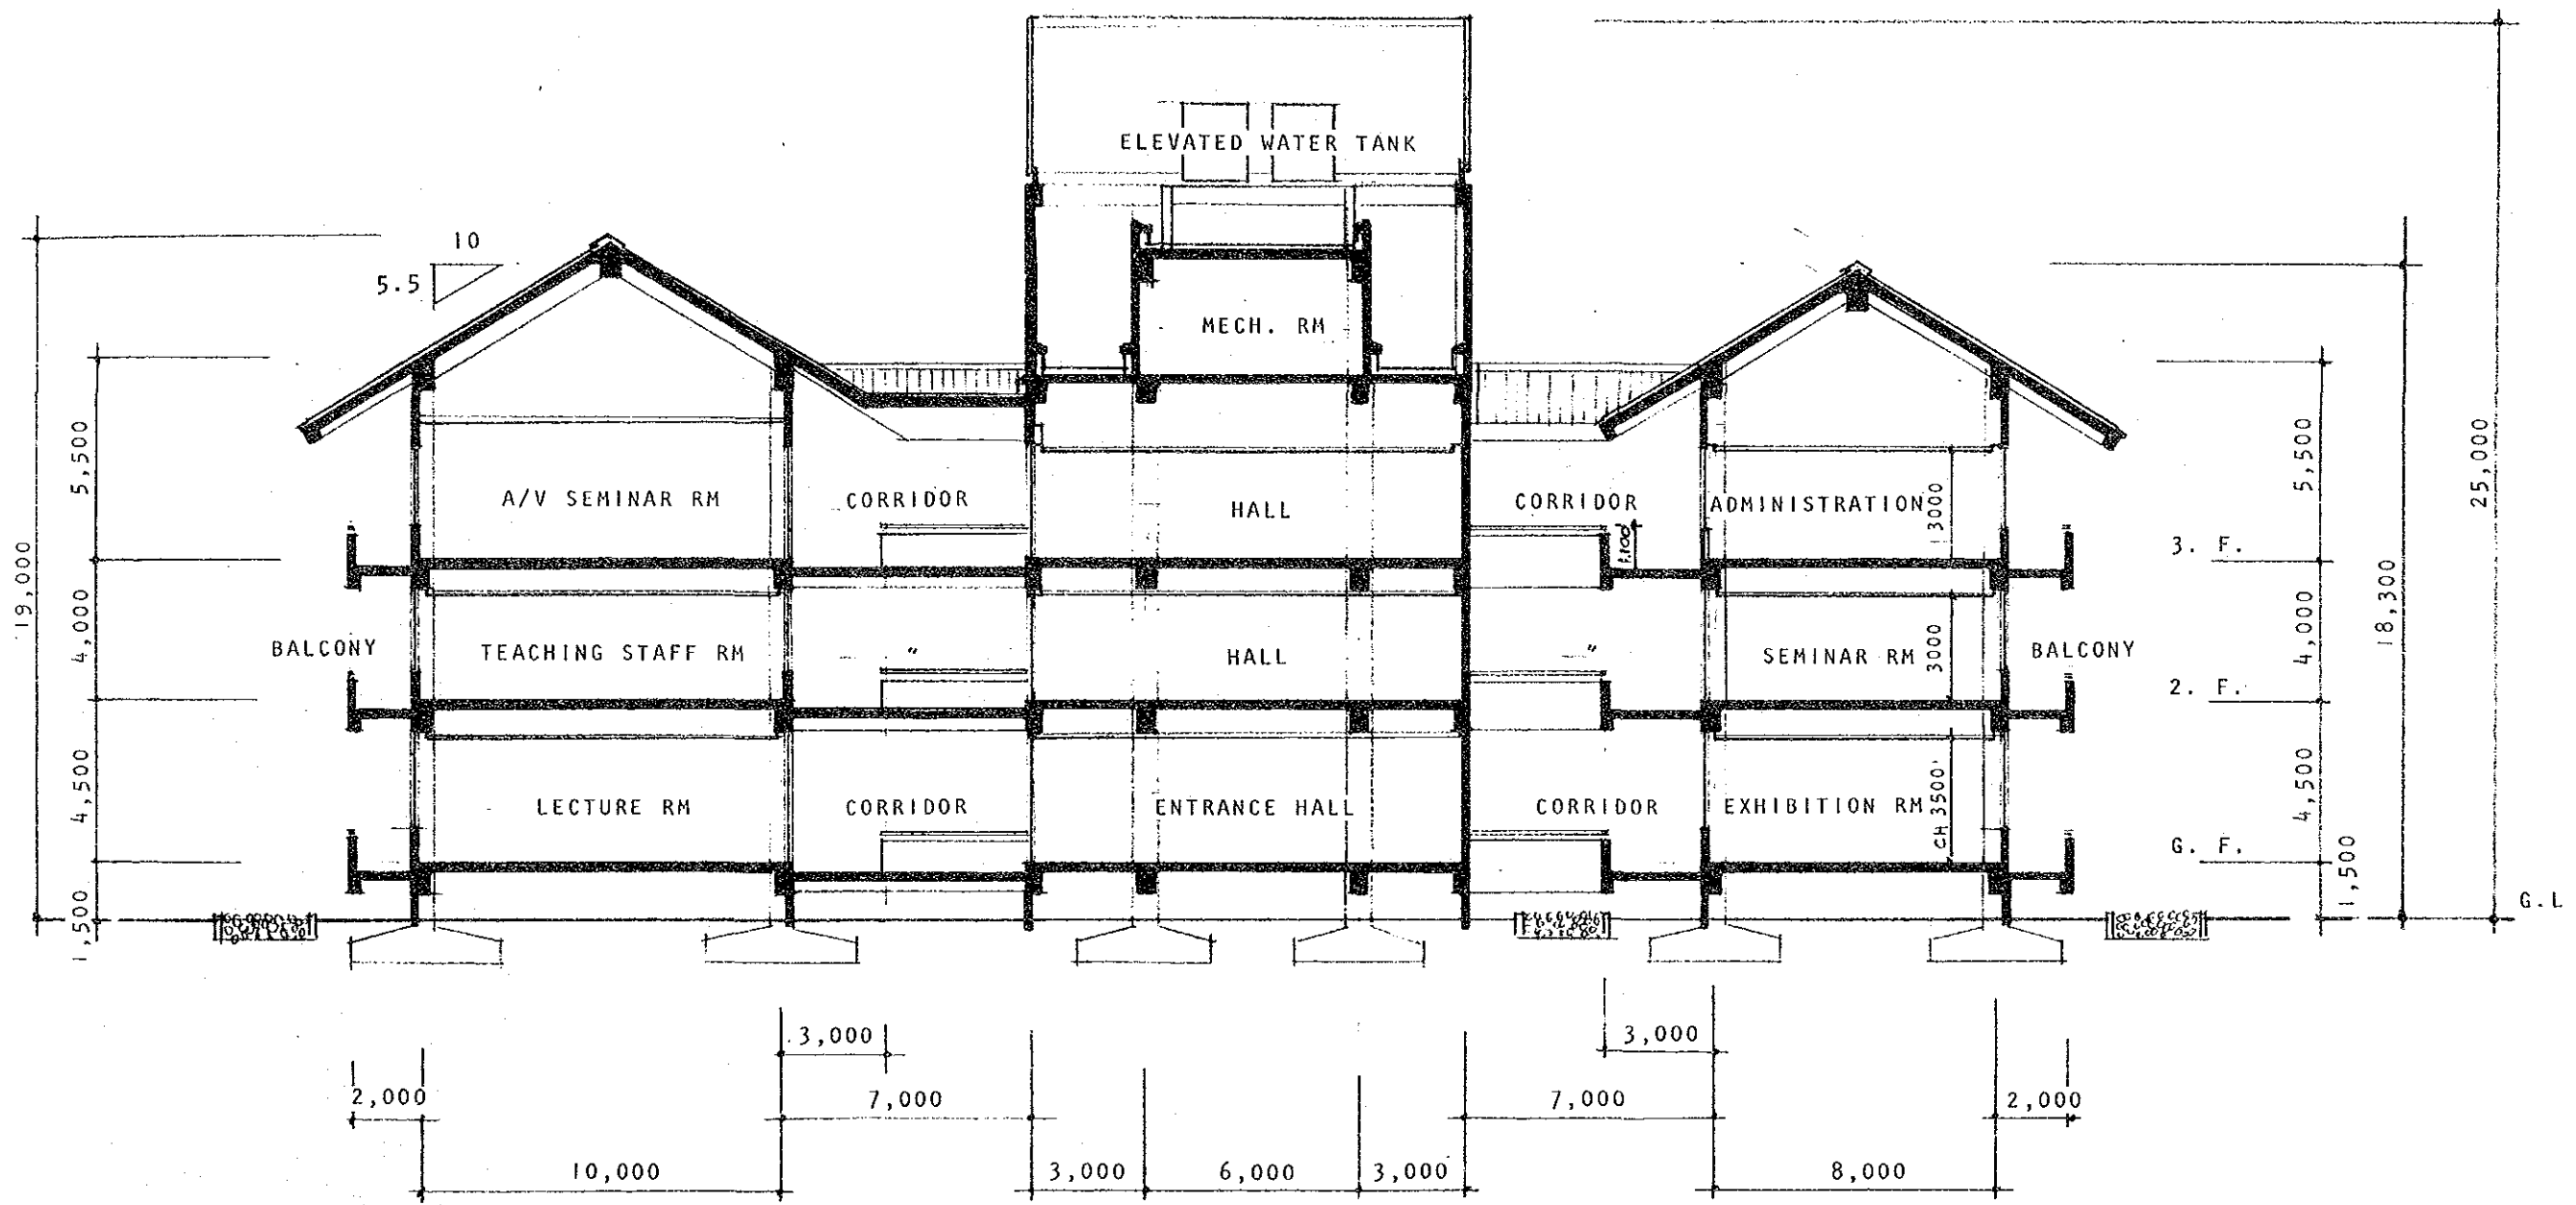 ELEVATED WATER TANK
10
5.5
MECH. RM
A/V SEMINAR RM
CORRIDOR
HALL
CORRIDOR
ADMINISTRATION
3000
1,100
3. F.
BALCONY
TEACHING STAFF RM
"
HALL
"
SEMINAR RM
3000
BALCONY
2. F.
LECTURE RM
CORRIDOR
ENTRANCE HALL
CORRIDOR
EXHIBITION RM
CH 3500
G. F.
G.L
19,000
5,500
4,000
4,500
1,500
5,500
4,000
4,500
1,500
18,300
25,000
3,000
3,000
2,000
7,000
7,000
2,000
10,000
3,000
6,000
3,000
8,000